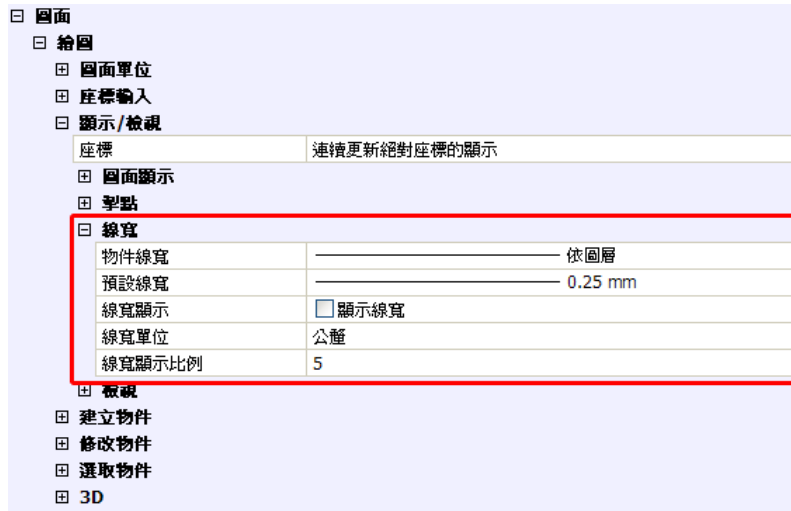 圖面
繪圖
圖面單位
座標輸入
顯示/檢視
座標 連續更新絕對座標的顯示
圖面顯示
掣點
線寬
物件線寬 依圖層
預設線寬 0.25 mm
線寬顯示 顯示線寬
線寬單位 公釐
線寬顯示比例 5
檢視
建立物件
修改物件
選取物件
3D